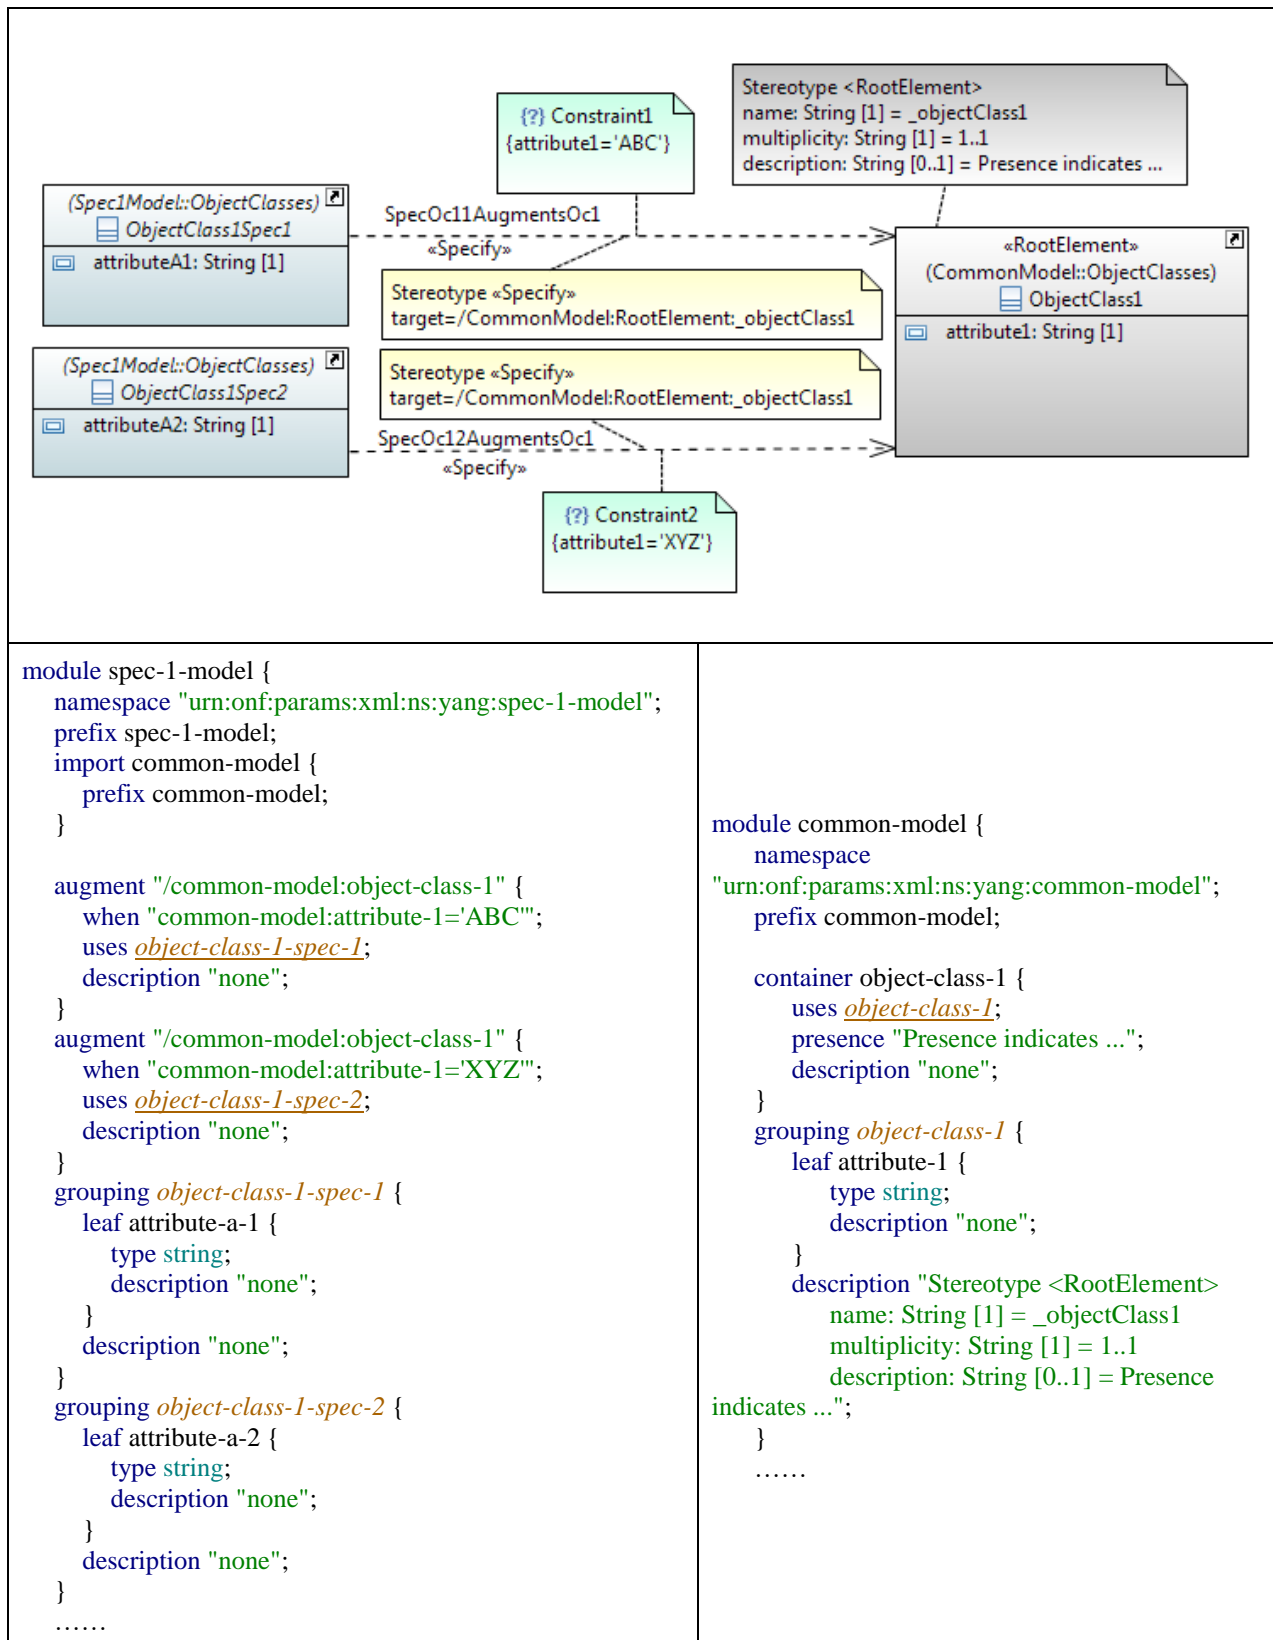 Stereotype <RootElement>
name: String [1] = _objectClass1
multiplicity: String [1] = 1..1
description: String [0..1] = Presence indicates ...
{?} Constraint1
{attribute1='ABC'}
(Spec1Model::ObjectClasses)
ObjectClass1Spec1
attributeA1: String [1]
SpecOc11AugmentsOc1
«Specify»
«RootElement»
(CommonModel::ObjectClasses)
ObjectClass1
attribute1: String [1]
Stereotype «Specify»
target=/CommonModel:RootElement:_objectClass1
(Spec1Model::ObjectClasses)
ObjectClass1Spec2
attributeA2: String [1]
Stereotype «Specify»
target=/CommonModel:RootElement:_objectClass1
SpecOc12AugmentsOc1
«Specify»
{?} Constraint2
{attribute1='XYZ'}
module spec-1-model {
namespace "urn:onf:params:xml:ns:yang:spec-1-model";
prefix spec-1-model;
import common-model {
prefix common-model;
}
augment "/common-model:object-class-1" {
when "common-model:attribute-1='ABC'";
uses object-class-1-spec-1;
description "none";
}
augment "/common-model:object-class-1" {
when "common-model:attribute-1='XYZ'";
uses object-class-1-spec-2;
description "none";
}
grouping object-class-1-spec-1 {
leaf attribute-a-1 {
type string;
description "none";
}
description "none";
}
grouping object-class-1-spec-2 {
leaf attribute-a-2 {
type string;
description "none";
}
description "none";
}
……
module common-model {
namespace
"urn:onf:params:xml:ns:yang:common-model";
prefix common-model;
container object-class-1 {
uses object-class-1;
presence "Presence indicates ...";
description "none";
}
grouping object-class-1 {
leaf attribute-1 {
type string;
description "none";
}
description "Stereotype <RootElement>
name: String [1] = _objectClass1
multiplicity: String [1] = 1..1
description: String [0..1] = Presence
indicates ...";
}
……